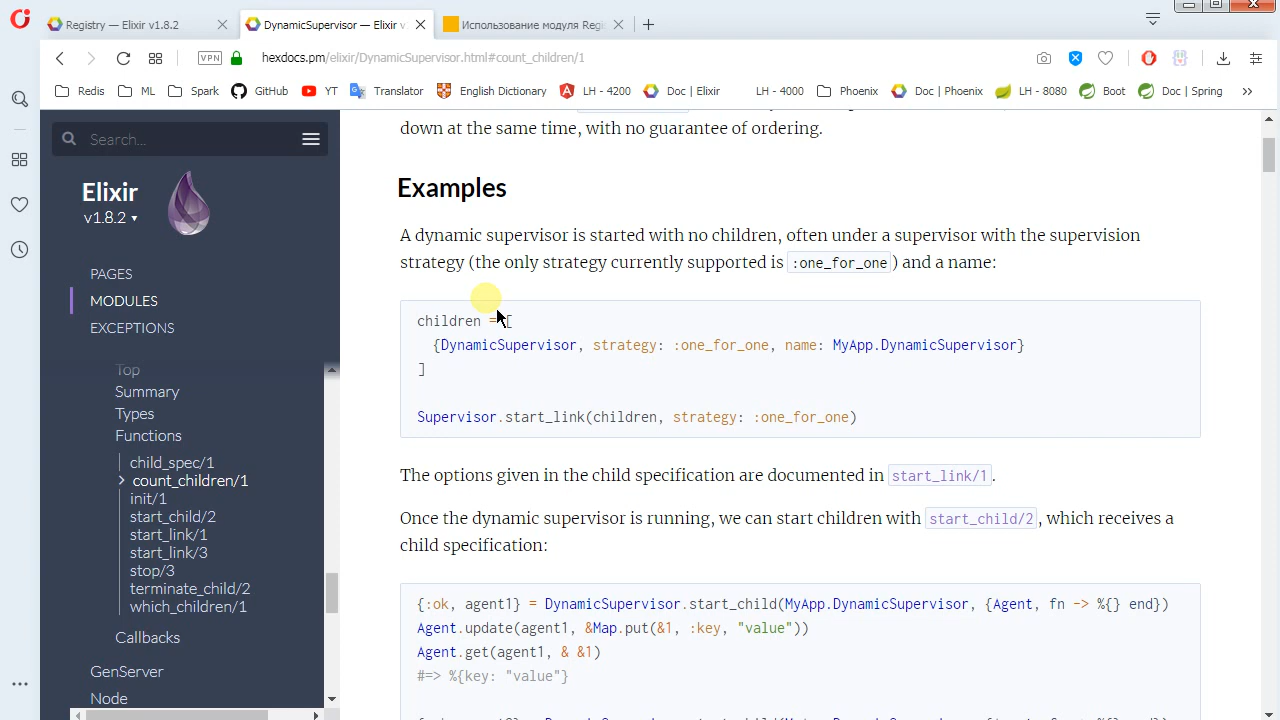 Registry — Elixir v1.8.2
DynamicSupervisor — Elixir v
Использование модуля Regi
VPN
hexdocs.pm/elixir/DynamicSupervisor.html#count_children/1
Redis
ML
Spark
GitHub
YT
Translator
English Dictionary
LH - 4200
Doc | Elixir
LH - 4000
Phoenix
Doc | Phoenix
LH - 8080
Boot
Doc | Spring
Search...
Elixir
v1.8.2
PAGES
MODULES
EXCEPTIONS
Top
Summary
Types
Functions
child_spec/1
count_children/1
init/1
start_child/2
start_link/1
start_link/3
stop/3
terminate_child/2
which_children/1
Callbacks
GenServer
Node
down at the same time, with no guarantee of ordering.
Examples
A dynamic supervisor is started with no children, often under a supervisor with the supervision
strategy (the only strategy currently supported is :one_for_one) and a name:
children = [
{DynamicSupervisor, strategy: :one_for_one, name: MyApp.DynamicSupervisor}
]
Supervisor.start_link(children, strategy: :one_for_one)
The options given in the child specification are documented in start_link/1.
Once the dynamic supervisor is running, we can start children with start_child/2, which receives a
child specification:
{:ok, agent1} = DynamicSupervisor.start_child(MyApp.DynamicSupervisor, {Agent, fn -> %{} end})
Agent.update(agent1, &Map.put(&1, :key, "value"))
Agent.get(agent1, & &1)
#=> %{key: "value"}